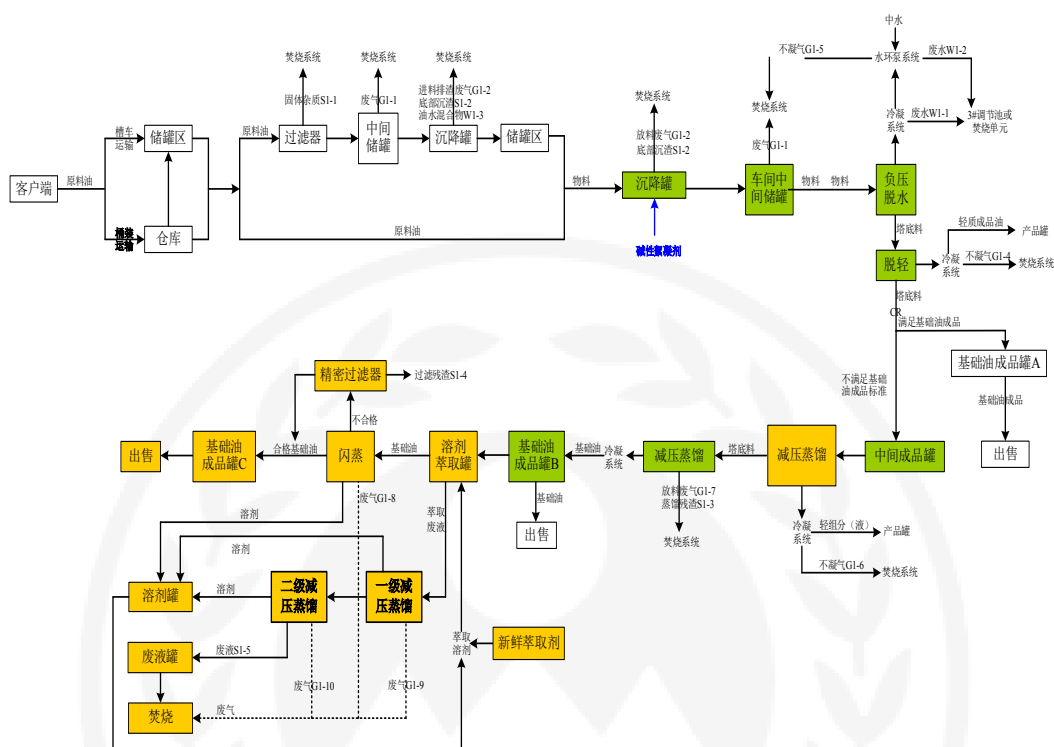 中水
不凝气G1-5
水环泵系统
废水W1-2
焚烧系统
焚烧系统
焚烧系统
进料排渣废气G1-2
固体杂质S1-1
废气G1-1
底部沉渣S1-2
油水混合物W1-3
焚烧系统
焚烧系统
冷凝
系统
废水W1-1
3#调节池或
焚烧单元
槽车
运输
储罐区
原料油
过滤器
中间
储罐
沉降罐
储罐区
放料废气G1-2
底部沉渣S1-2
废气G1-1
客户端
原料油
物料
沉降罐
车间中
间储罐
物料
物料
负压
脱水
桶装
运输
仓库
原料油
碱性絮凝剂
塔底料
轻质成品油
产品罐
脱轻
冷凝
系统
不凝气G1-4
焚烧系统
塔底料
CR
满足基础油成品
基础油成品罐A
精密过滤器
过滤残渣S1-4
不满足基础
油成品标准
基础油成品
不合格
出售
基础油
成品罐C
合格基础油
闪蒸
基础油
溶剂
萃取罐
基础油
成品罐B
基础油
冷凝
系统
减压蒸馏
塔底料
减压蒸馏
中间成品罐
出售
废气G1-8
基础油
放料废气G1-7
蒸馏残渣S1-3
溶剂
萃取
废液
出售
焚烧系统
冷凝
系统
轻组分（液）
产品罐
溶剂
不凝气G1-6
焚烧系统
溶剂罐
溶剂
二级减
压蒸馏
一级减
压蒸馏
废液罐
废液S1-5
萃取
溶剂
新鲜萃取剂
废气G1-10
废气G1-9
焚烧
废气